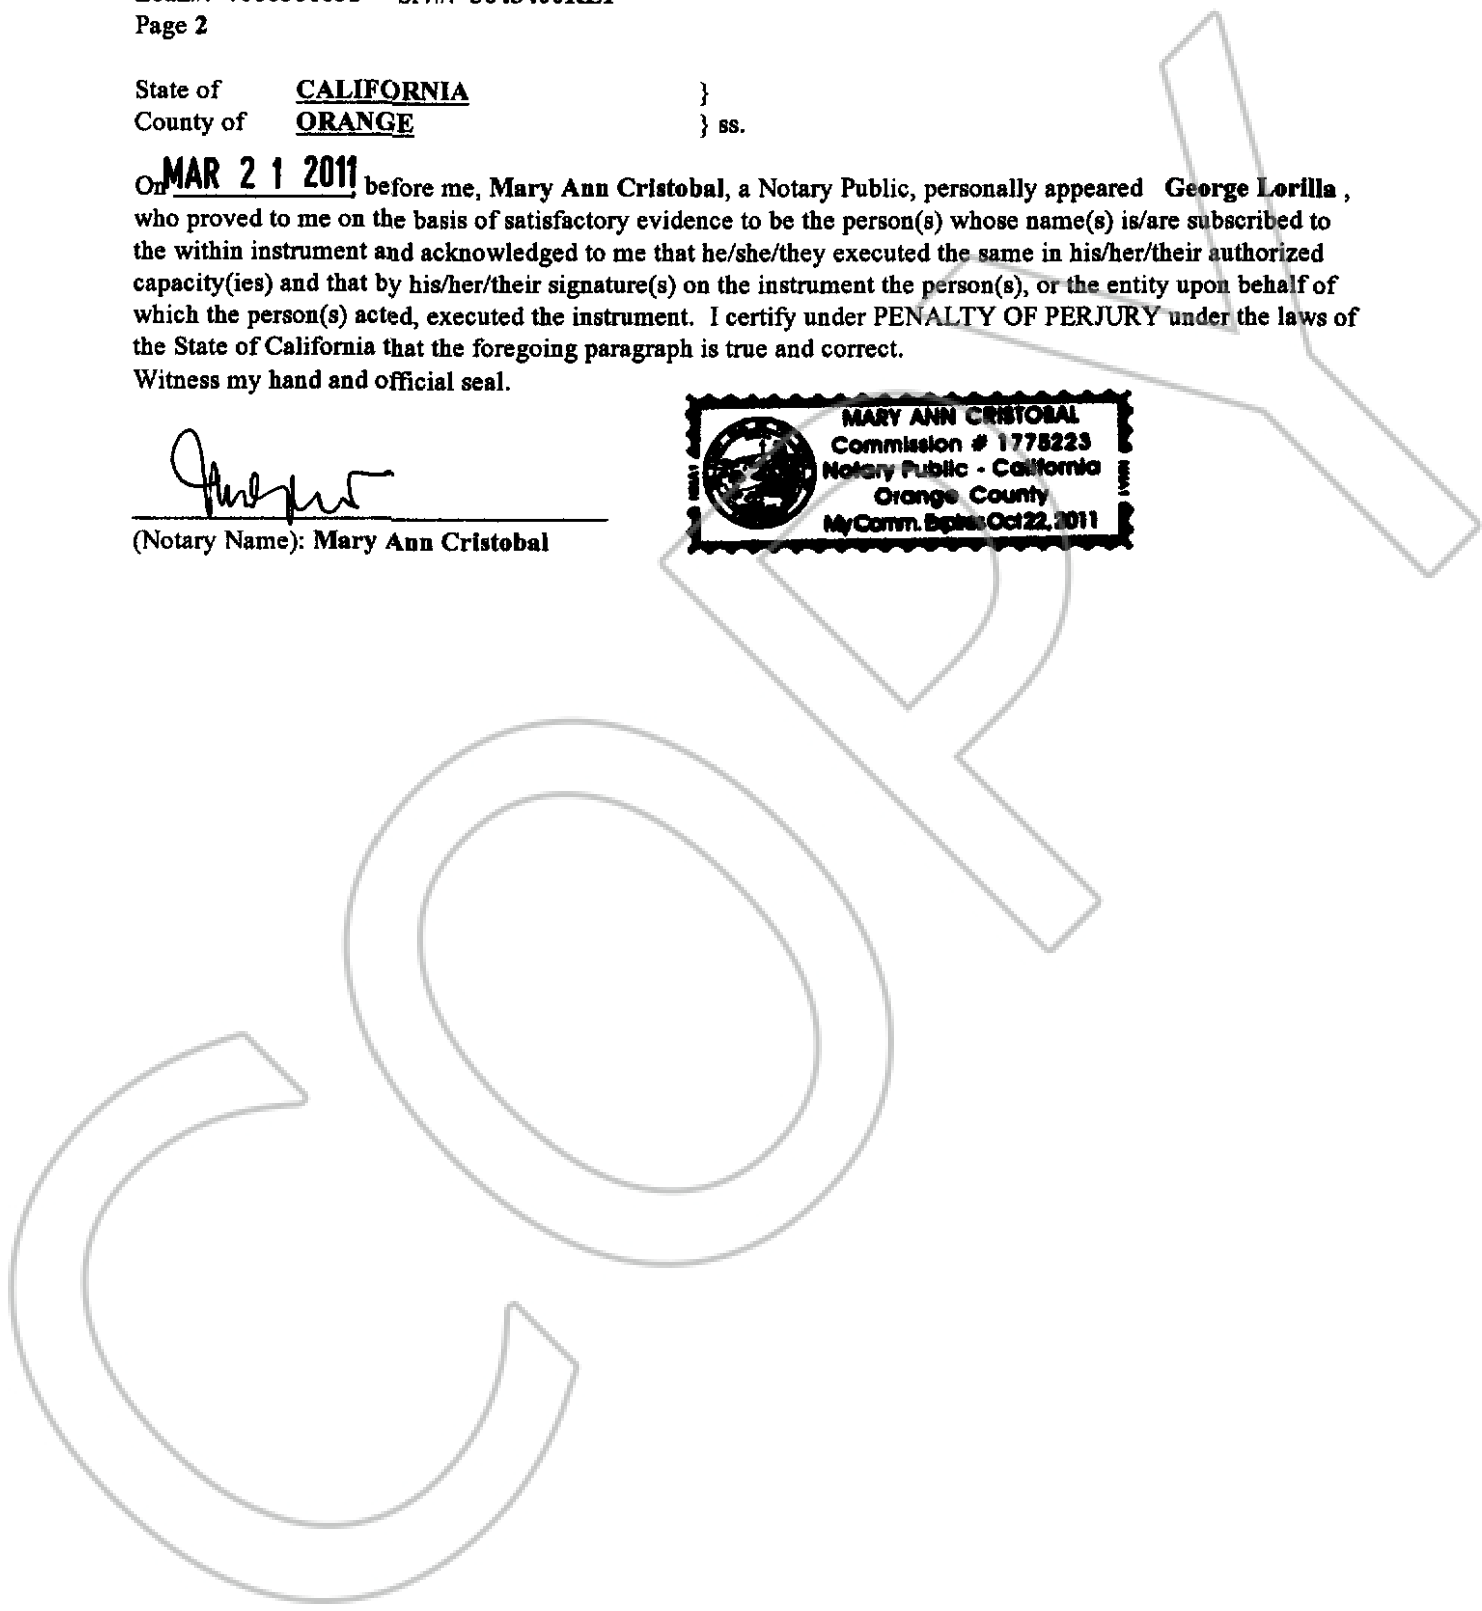 Page 2
State of CALIFORNIA }
County of ORANGE } ss.
On MAR 21 2011 before me, Mary Ann Cristobal, a Notary Public, personally appeared George Lorilla ,
who proved to me on the basis of satisfactory evidence to be the person(s) whose name(s) is/are subscribed to
the within instrument and acknowledged to me that he/she/they executed the same in his/her/their authorized
capacity(ies) and that by his/her/their signature(s) on the instrument the person(s), or the entity upon behalf of
which the person(s) acted, executed the instrument. I certify under PENALTY OF PERJURY under the laws of
the State of California that the foregoing paragraph is true and correct.
Witness my hand and official seal.
MARY ANN CRISTOBAL
Commission # 1775223
Notary Public - California
Orange County
My Comm. Expires Oct 22, 2011
(Notary Name): Mary Ann Cristobal
COPY